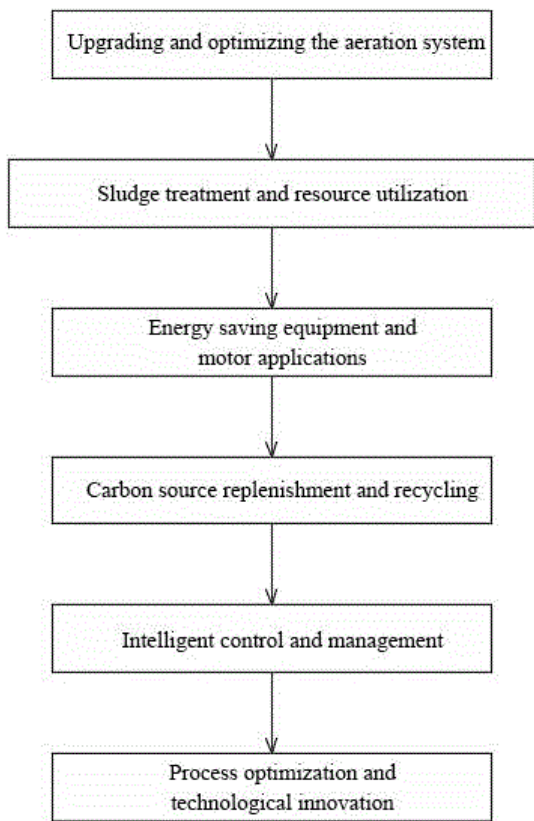 Upgrading and optimizing the aeration system
Sludge treatment and resource utilization
Energy saving equipment and
motor applications
Carbon source replenishment and recycling
Intelligent control and management
Process optimization and
technological innovation